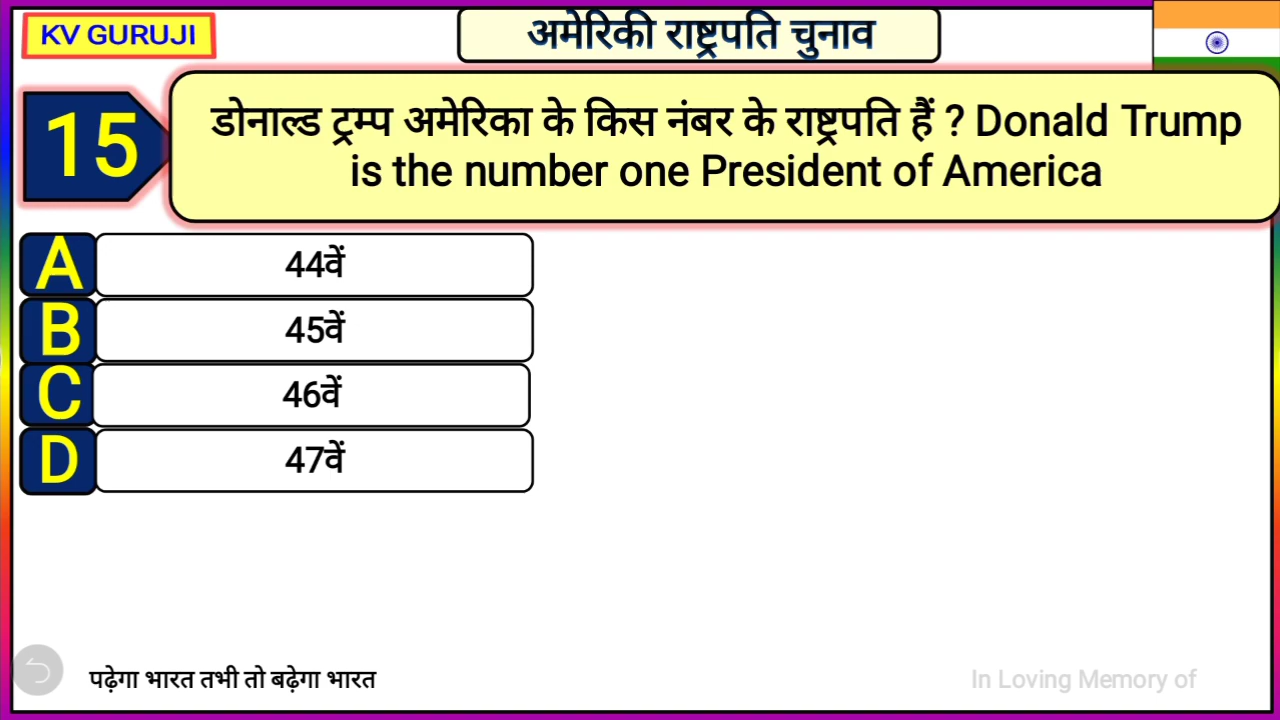 KV GURUJI
अमेरिकी राष्ट्रपति चुनाव
15
डोनाल्ड ट्रम्प अमेरिका के किस नंबर के राष्ट्रपति हैं ? Donald Trump
is the number one President of America
A 44वें
B 45वें
C 46वें
D 47वें
पढ़ेगा भारत तभी तो बढ़ेगा भारत
In Loving Memory of